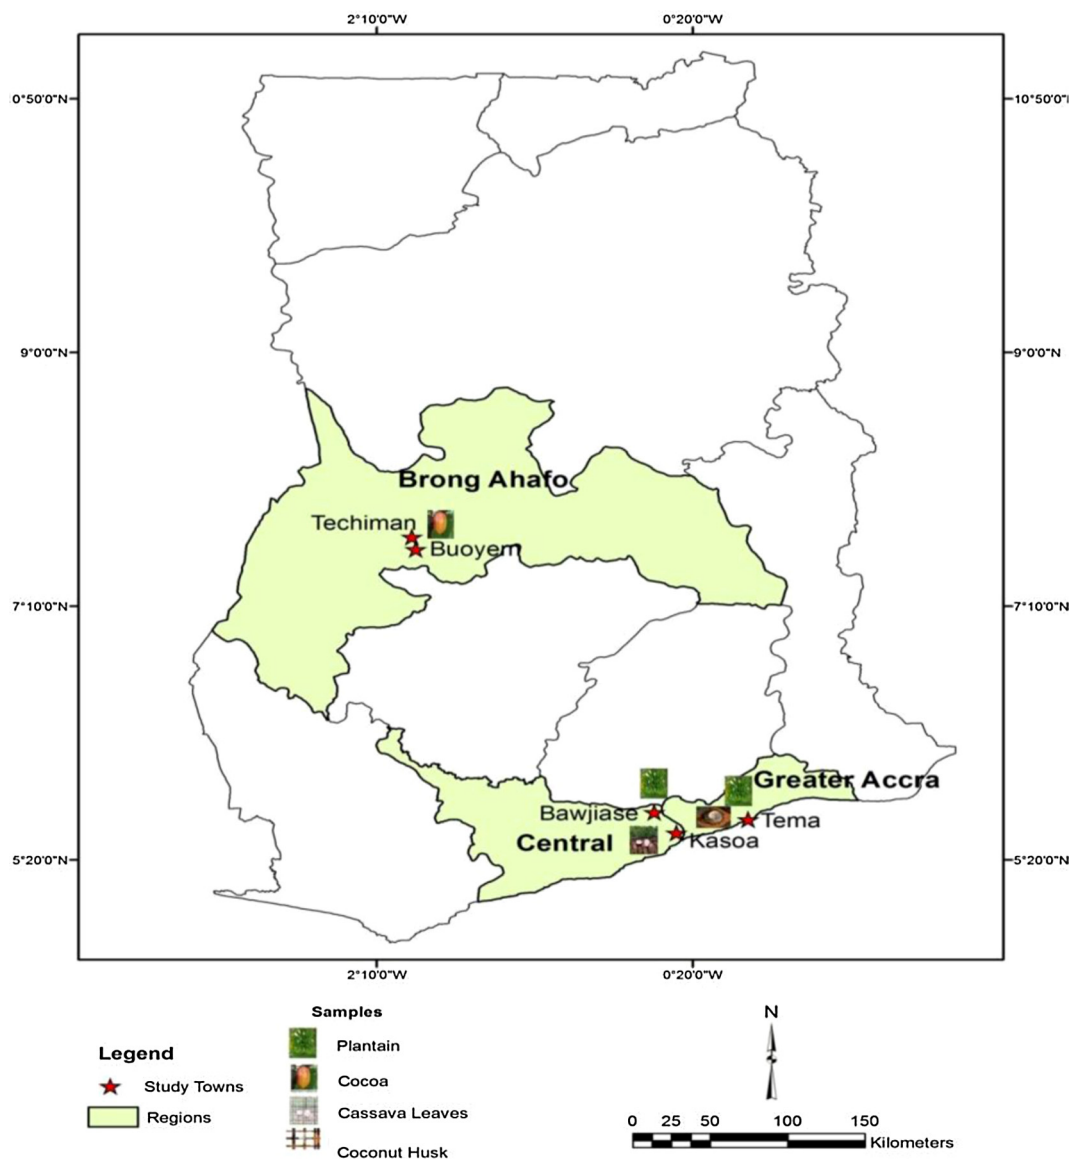 2°10'0"W 0°20'0"W
0°50'0"N 10°50'0"
9°0'0"N 9°0'0"N
Brong Ahafo
Techiman
Buoyem
7°10'0"N 7°10'0"N
Greater Accra
Bawjiase Tema
Central Kasoa
5°20'0"N 5°20'0"N
2°10'0"W 0°20'0"W
Samples
N
Plantain
Legend
Cocoa
Study Towns
Cassava Leaves
Regions
0 25 50 100 150
Kilometers
Coconut Husk